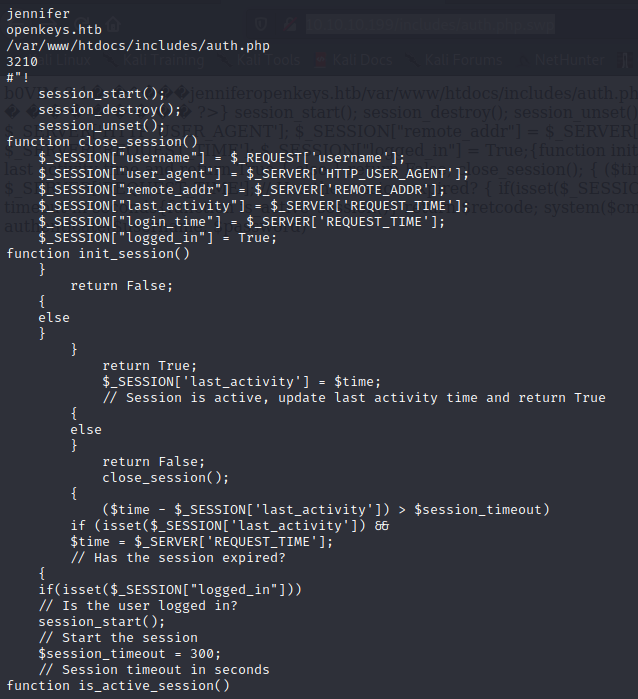 jennifer
openkeys.htb
/var/www/htdocs/includes/auth.php
3210
#"!
    session_start();
    session_destroy();
    session_unset();
function close_session()
    $_SESSION["username"] = $_REQUEST['username'];
    $_SESSION["user_agent"] = $_SERVER['HTTP_USER_AGENT'];
    $_SESSION["remote_addr"] = $_SERVER['REMOTE_ADDR'];
    $_SESSION["last_activity"] = $_SERVER['REQUEST_TIME'];
    $_SESSION["login_time"] = $_SERVER['REQUEST_TIME'];
    $_SESSION["logged_in"] = True;
function init_session()
    }
        return False;
    {
    else
    }
        }
            return True;
            $_SESSION['last_activity'] = $time;
            // Session is active, update last activity time and return True
        {
        else
        }
            return False;
            close_session();
        {
            ($time - $_SESSION['last_activity']) > $session_timeout)
        if (isset($_SESSION['last_activity']) &&
        $time = $_SERVER['REQUEST_TIME'];
        // Has the session expired?
    {
    if(isset($_SESSION["logged_in"]))
    // Is the user logged in?
    session_start();
    // Start the session
    $session_timeout = 300;
    // Session timeout in seconds
function is_active_session()